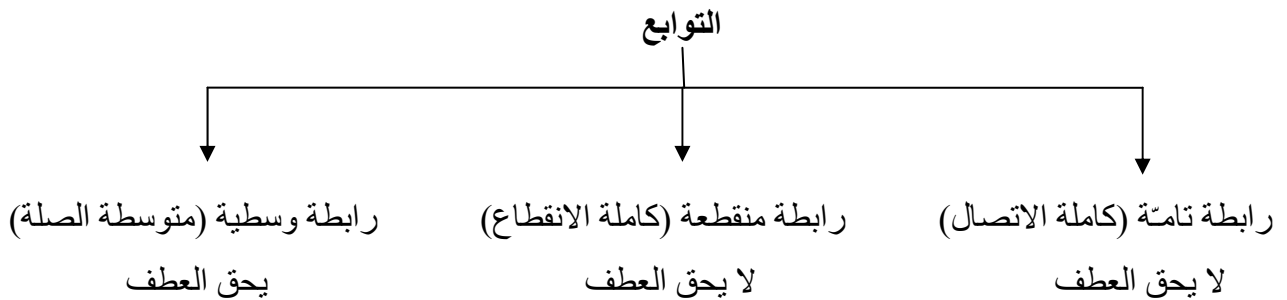 التوابع
رابطة تامّة (كاملة الاتصال) رابطة منقطعة (كاملة الانقطاع) رابطة وسطية (متوسطة الصلة)
لا يحق العطف لا يحق العطف يحق العطف